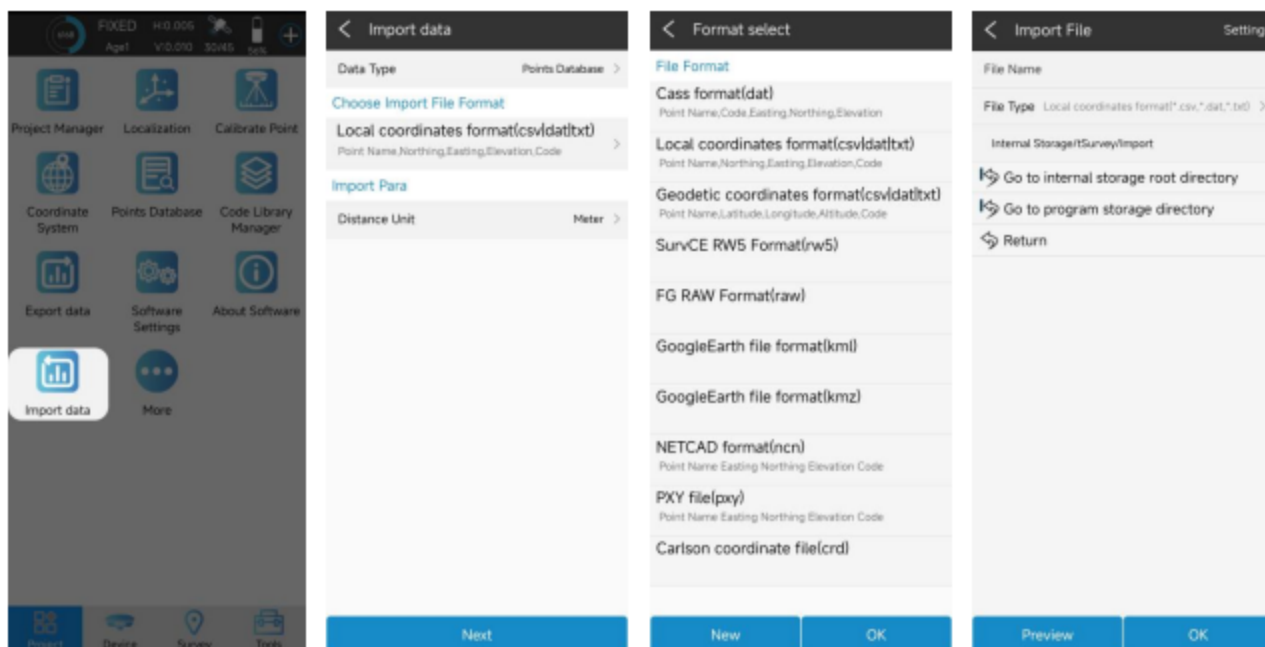 FIXED H:0.005
Age1 V:0.010 30/45 56%
Project Manager Localization Calibrate Point
Coordinate System Points Database Code Library Manager
Export data Software Settings About Software
Import data More
Project Device Survey Tools
Import data
Data Type Points Database
Choose Import File Format
Local coordinates format(csv|dat|txt)
Point Name,Northing,Easting,Elevation,Code
Import Para
Distance Unit Meter
Next
Format select
File Format
Cass format(dat)
Point Name,Code,Easting,Northing,Elevation
Local coordinates format(csv|dat|txt)
Point Name,Northing,Easting,Elevation,Code
Geodetic coordinates format(csv|dat|txt)
Point Name,Latitude,Longitude,Altitude,Code
SurvCE RW5 Format(rw5)
FG RAW Format(raw)
GoogleEarth file format(kml)
GoogleEarth file format(kmz)
NETCAD format(ncn)
Point Name Easting Northing Elevation Code
PXY file(pxy)
Point Name Easting Northing Elevation Code
Carlson coordinate file(crd)
New OK
Import File Setting
File Name
File Type Local coordinates format(*.csv,*.dat,*.txt)
Internal Storage/tSurvey/Import
Go to internal storage root directory
Go to program storage directory
Return
Preview OK